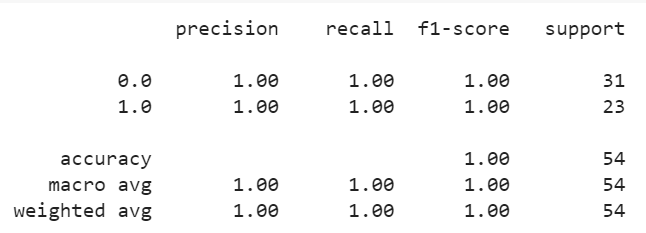 precision recall f1-score support
0.0 1.00 1.00 1.00 31
1.0 1.00 1.00 1.00 23
accuracy 1.00 54
macro avg 1.00 1.00 1.00 54
weighted avg 1.00 1.00 1.00 54